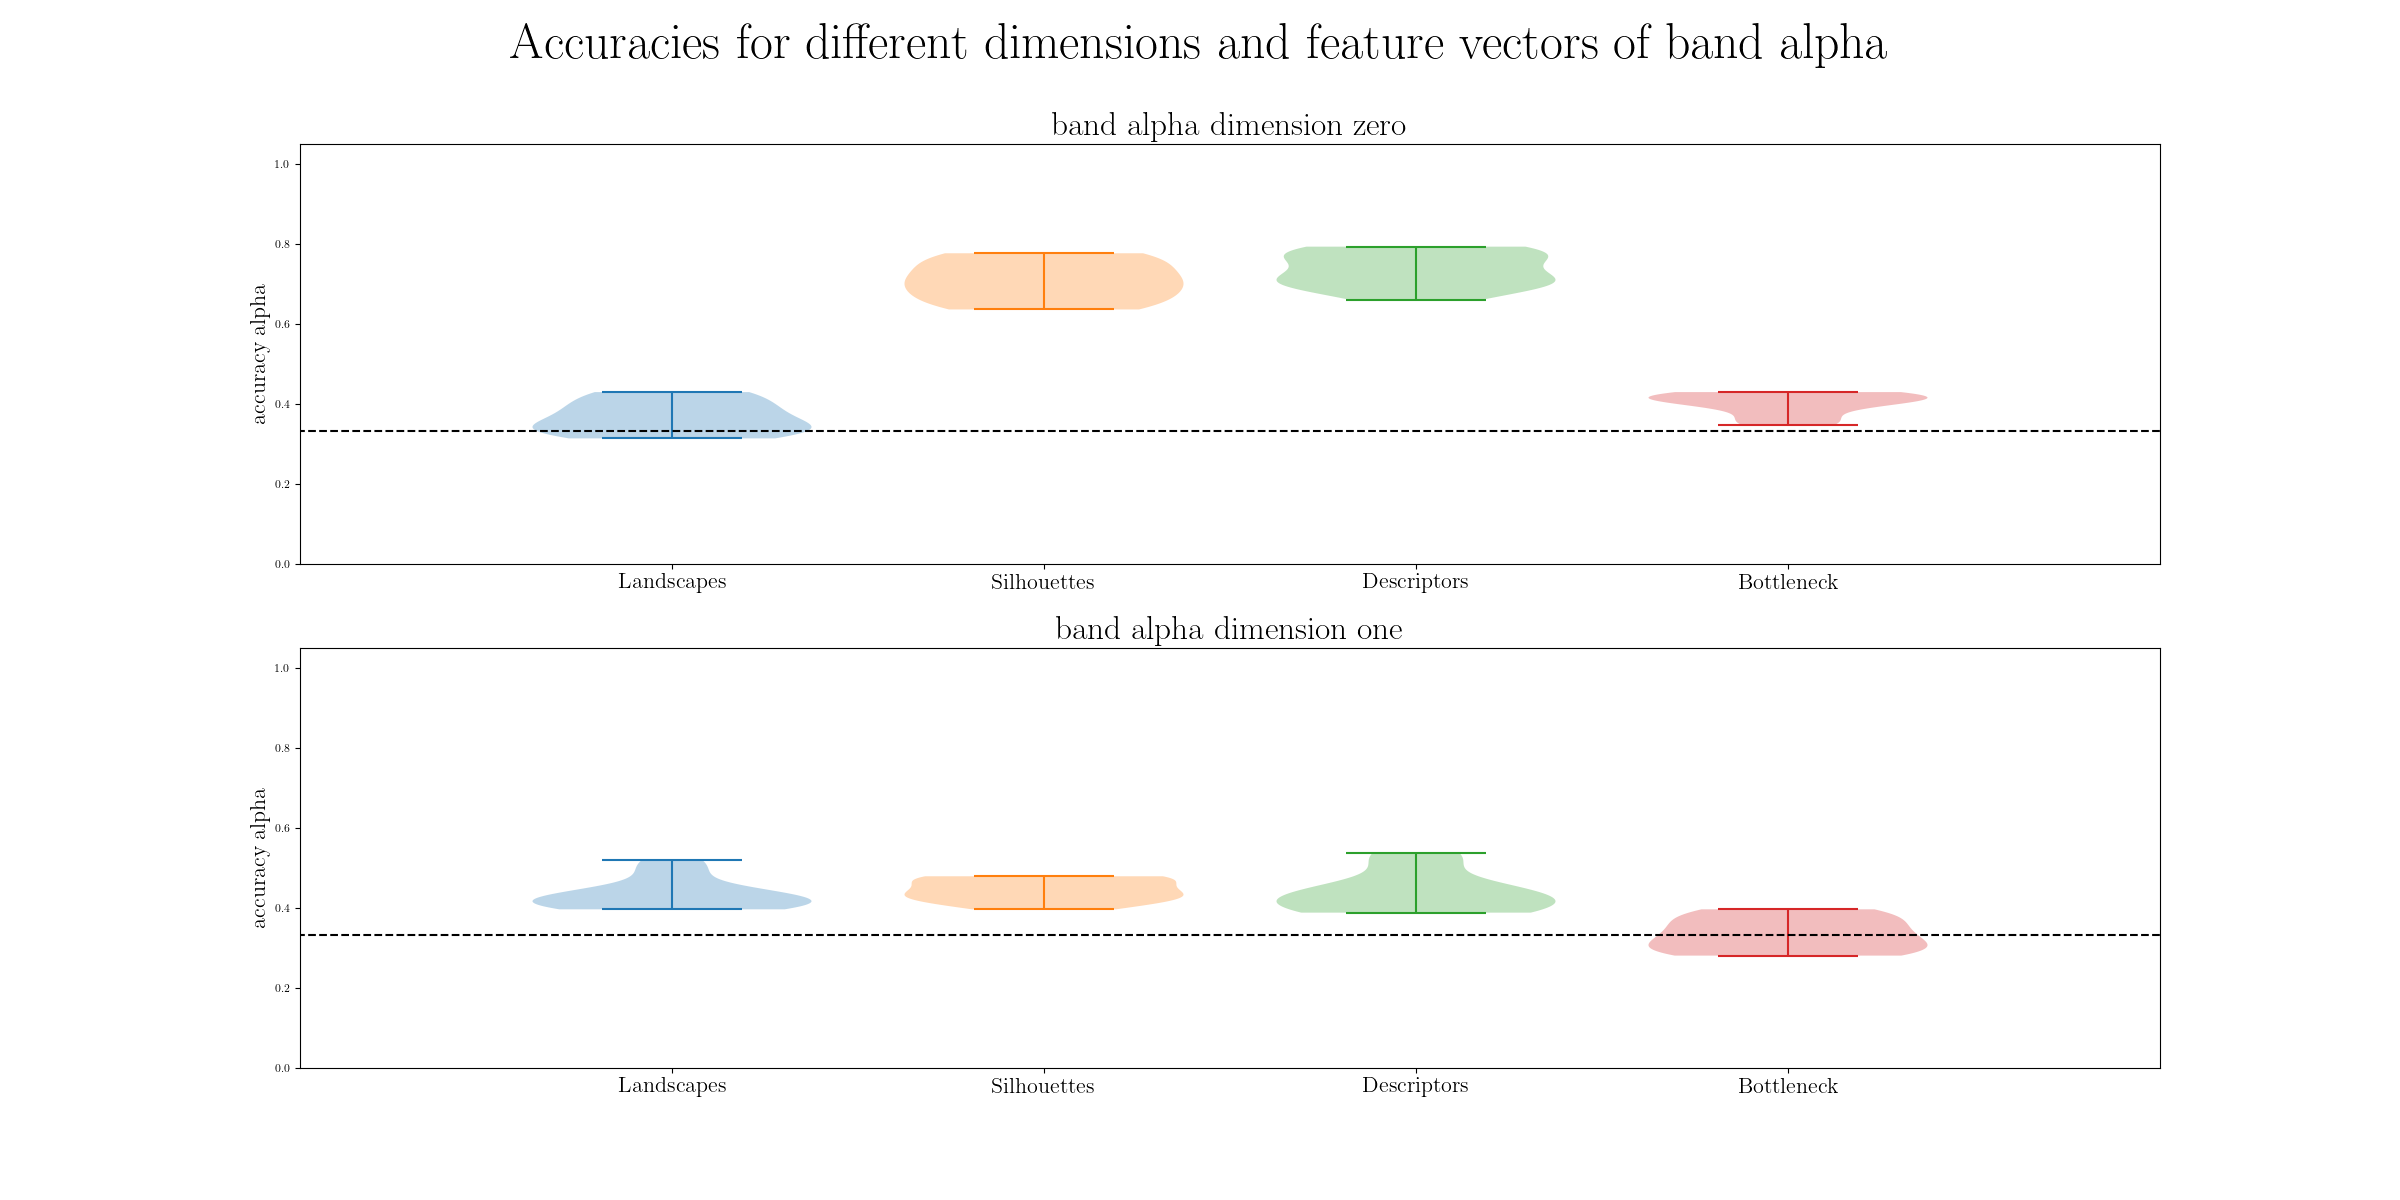 Accuracies for different dimensions and feature vectors of band alpha
band alpha dimension zero
accuracy alpha
1.0
0.8
0.6
0.4
0.2
0.0
Landscapes Silhouettes Descriptors Bottleneck
band alpha dimension one
accuracy alpha
1.0
0.8
0.6
0.4
0.2
0.0
Landscapes Silhouettes Descriptors Bottleneck